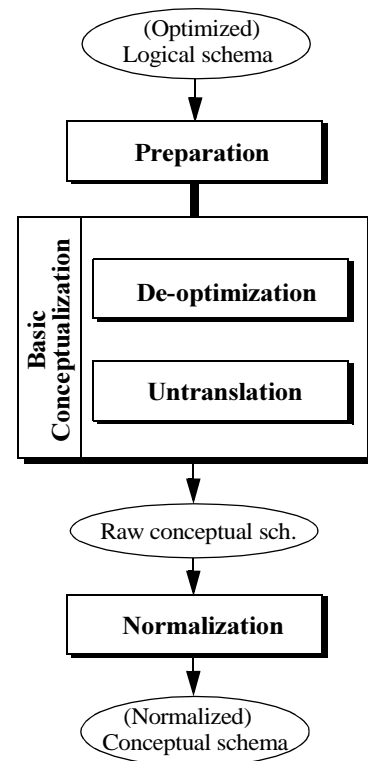 (Optimized)
Logical schema
Preparation
Basic
Conceptualization
De-optimization
Untranslation
Raw conceptual sch.
Normalization
(Normalized)
Conceptual schema